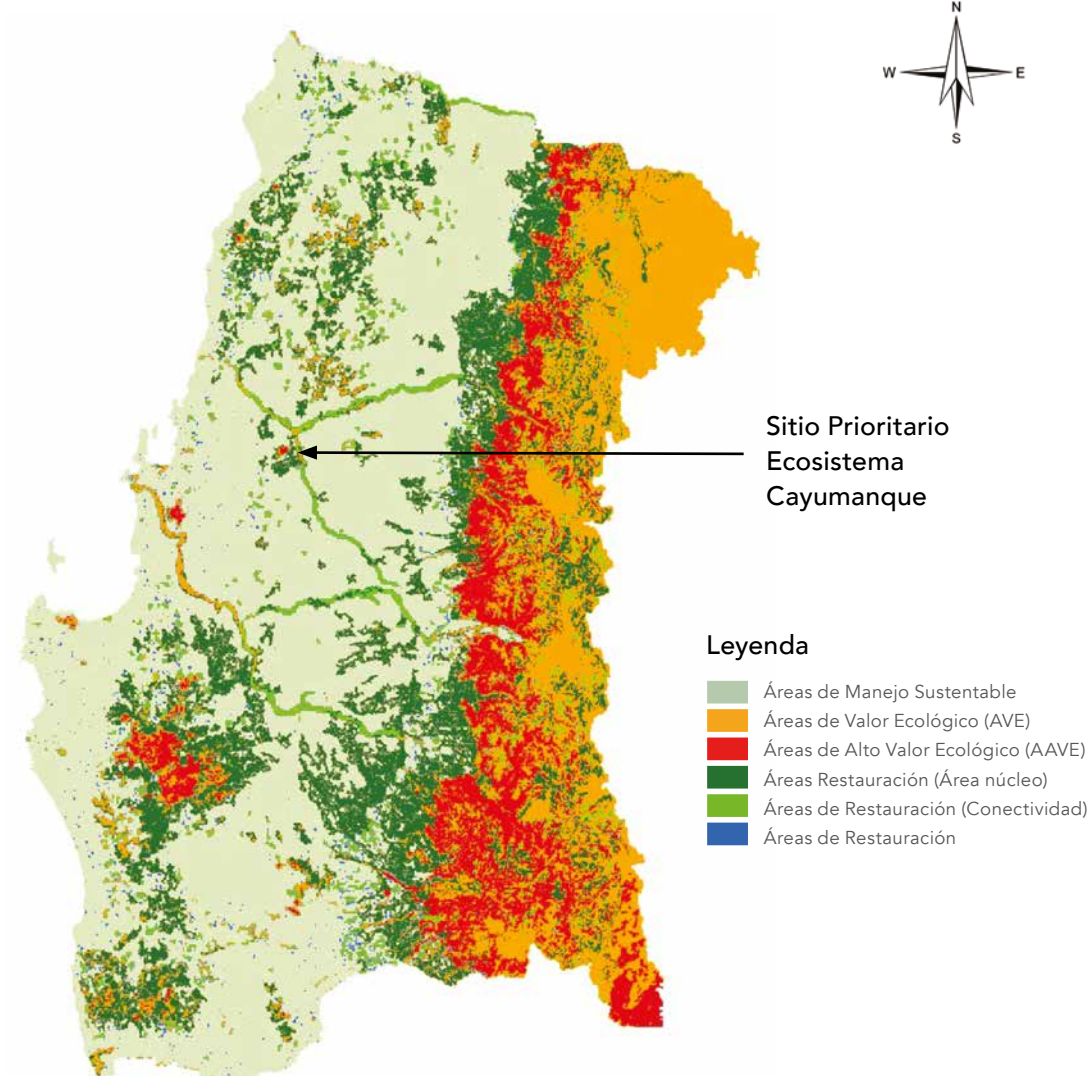 N
W E
S
Sitio Prioritario
Ecosistema
Cayumanque
Leyenda
Áreas de Manejo Sustentable
Áreas de Valor Ecológico (AVE)
Áreas de Alto Valor Ecológico (AAVE)
Áreas Restauración (Área núcleo)
Áreas de Restauración (Conectividad)
Áreas de Restauración